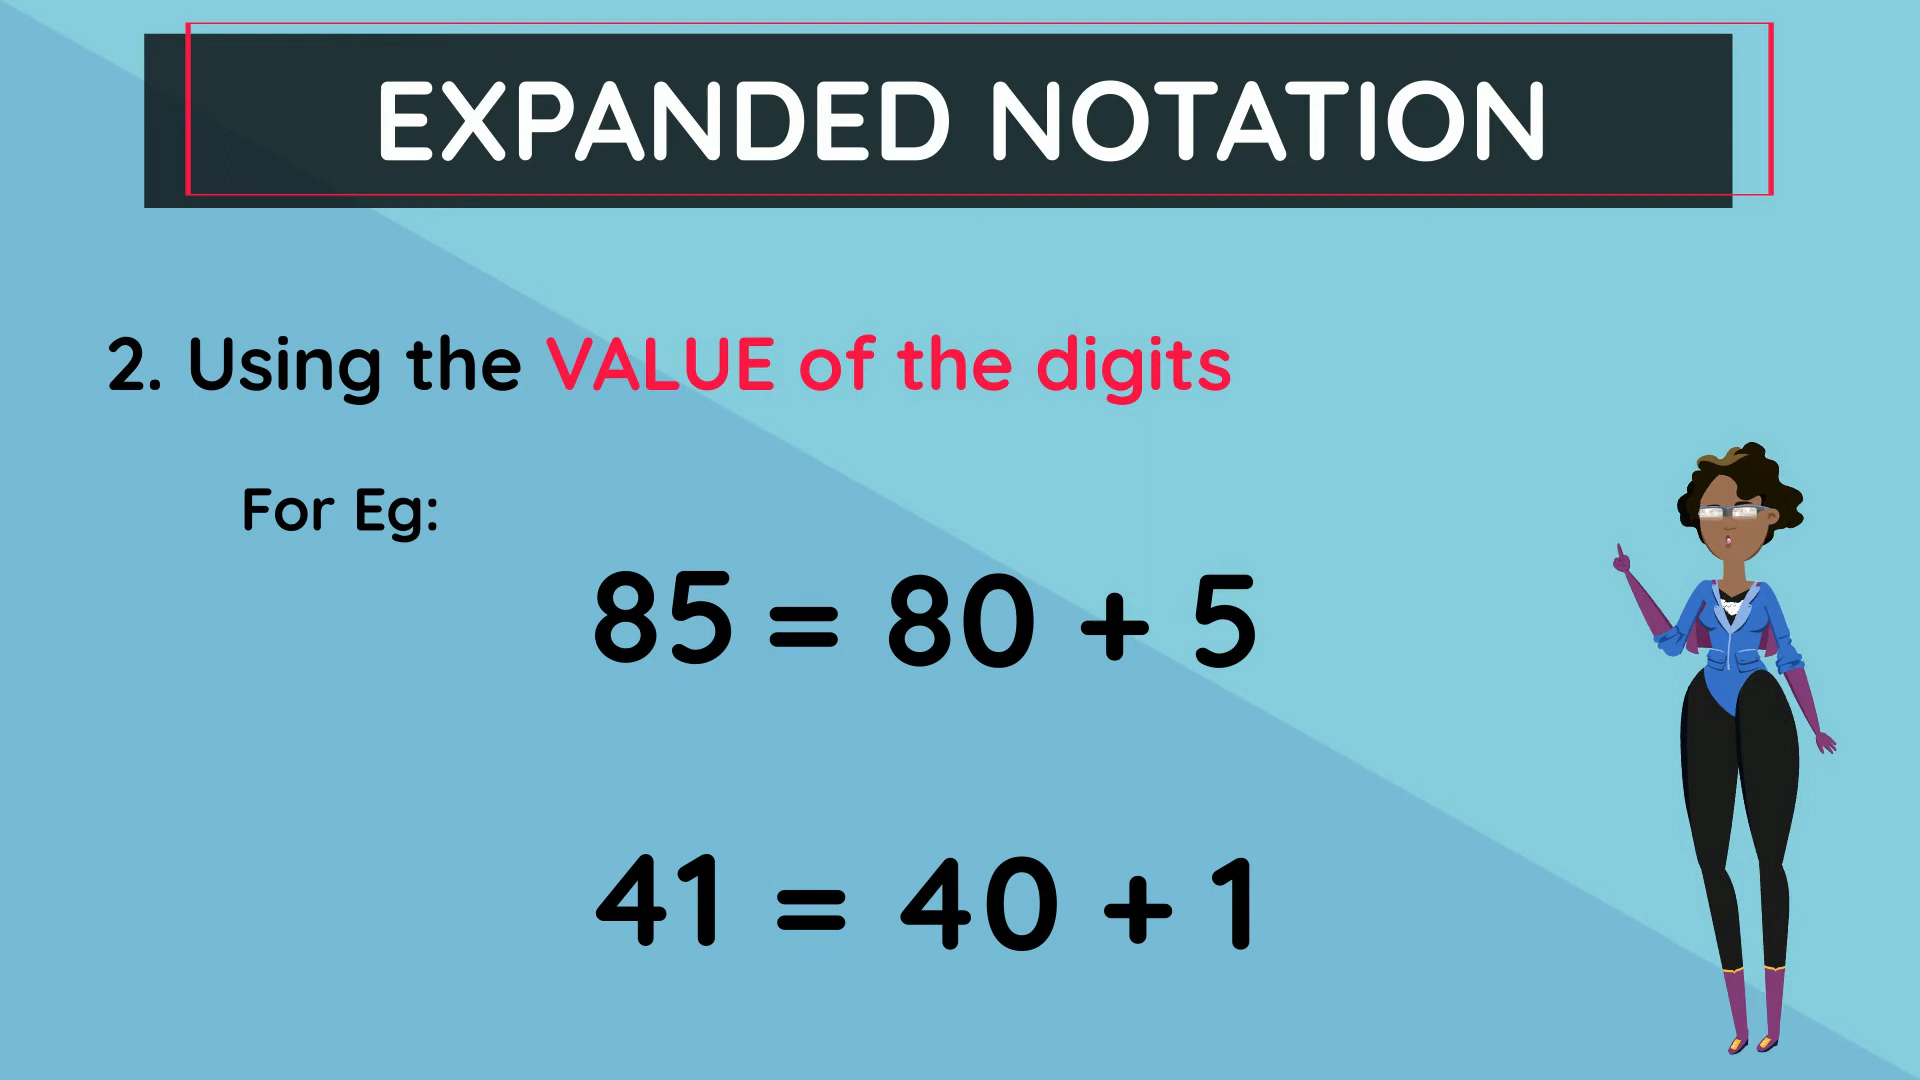 EXPANDED NOTATION
2. Using the VALUE of the digits
For Eg:
85 = 80 + 5
41 = 40 + 1